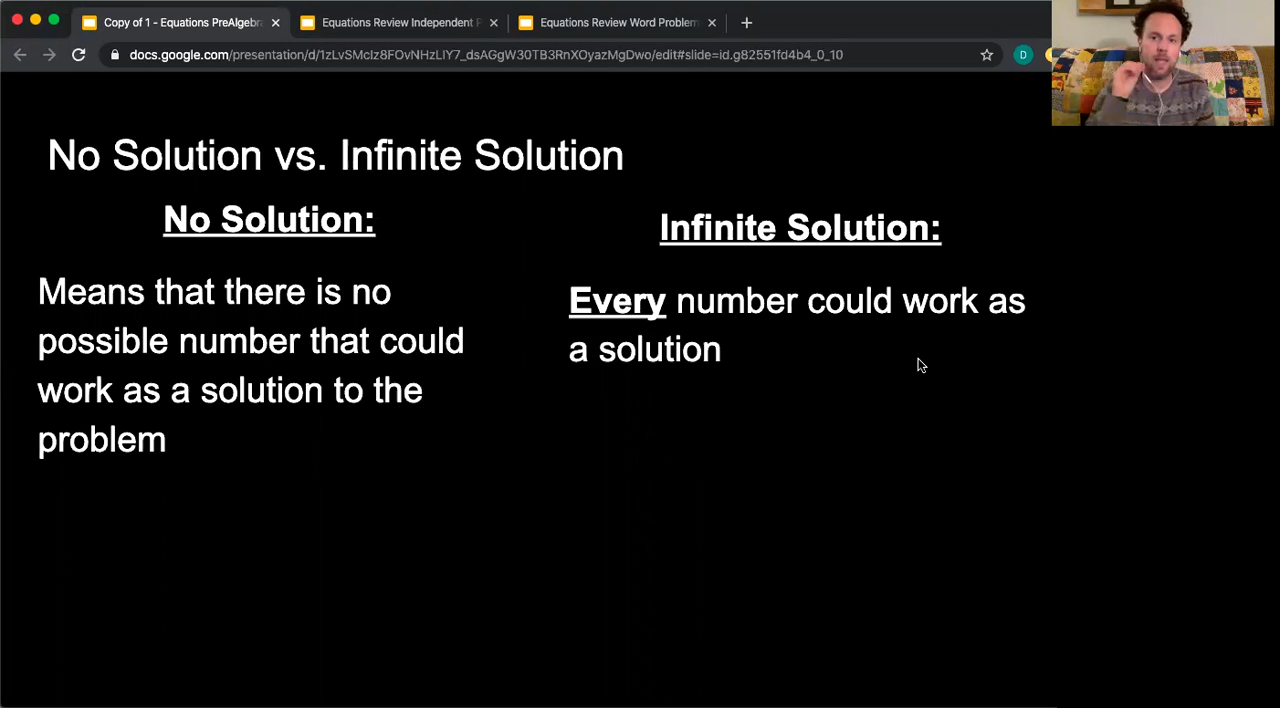 Copy of 1 - Equations PreAlgebra
Equations Review Independent P
Equations Review Word Problem
docs.google.com/presentation/d/1zLvSMcIz8FOvNHzLIY7_UsAGgW30TB3RnXOyazMgDwo/edit#slide=id.g82551fd4b4_0_10
D
No Solution vs. Infinite Solution
No Solution:
Means that there is no
possible number that could
work as a solution to the
problem
Infinite Solution:
Every number could work as
a solution